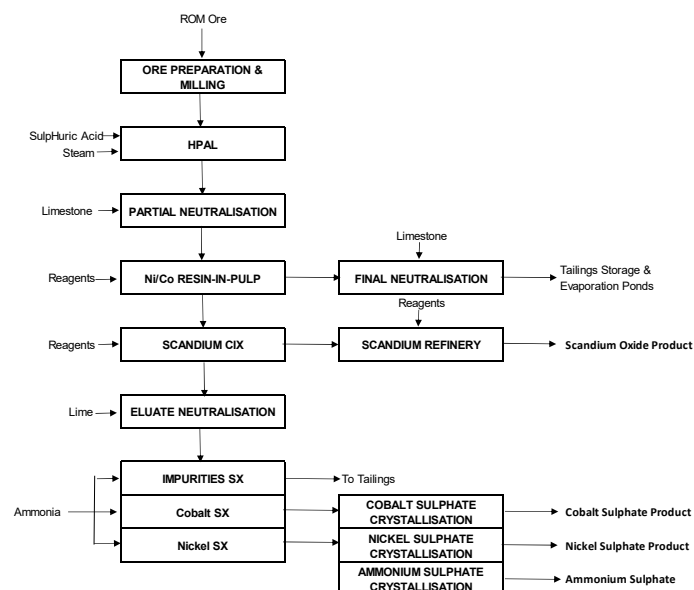 ROM Ore
ORE PREPARATION &
MILLING
SulpHuric Acid
Steam
HPAL
Limestone
PARTIAL NEUTRALISATION
Limestone
Reagents
Ni/Co RESIN-IN-PULP
FINAL NEUTRALISATION
Tailings Storage &
Evaporation Ponds
Reagents
Reagents
SCANDIUM CIX
SCANDIUM REFINERY
Scandium Oxide Product
Lime
ELUATE NEUTRALISATION
IMPURITIES SX
To Tailings
Ammonia
Cobalt SX
COBALT SULPHATE
CRYSTALLISATION
Cobalt Sulphate Product
Nickel SX
NICKEL SULPHATE
CRYSTALLISATION
Nickel Sulphate Product
AMMONIUM SULPHATE
CRYSTALLISATION
Ammonium Sulphate